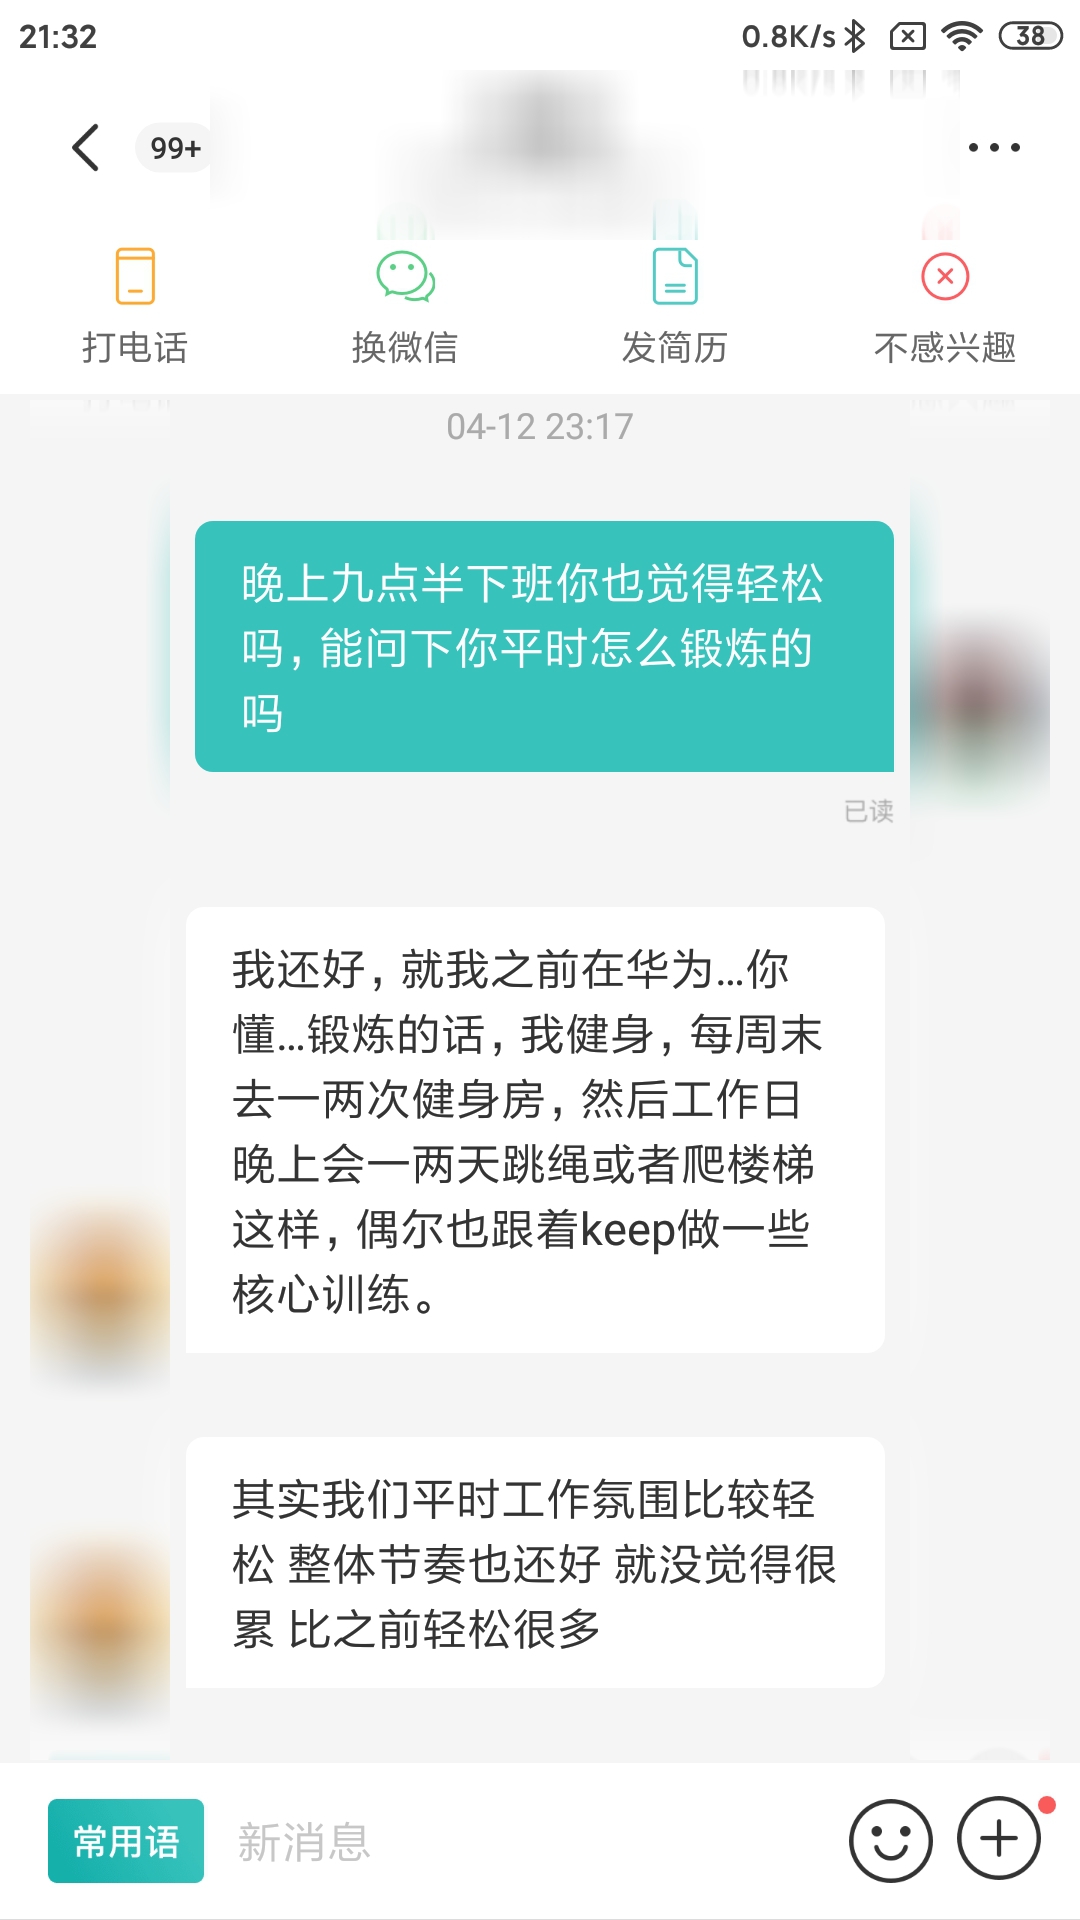 21:32
0.8K/s
38
99+
打电话
换微信
发简历
不感兴趣
04-12 23:17
晚上九点半下班你也觉得轻松
吗，能问下你平时怎么锻炼的
吗
已读
我还好，就我之前在华为...你
懂...锻炼的话，我健身，每周末
去一两次健身房，然后工作日
晚上会一两天跳绳或者爬楼梯
这样，偶尔也跟着keep做一些
核心训练。
其实我们平时工作氛围比较轻
松 整体节奏也还好 就没觉得很
累 比之前轻松很多
常用语
新消息